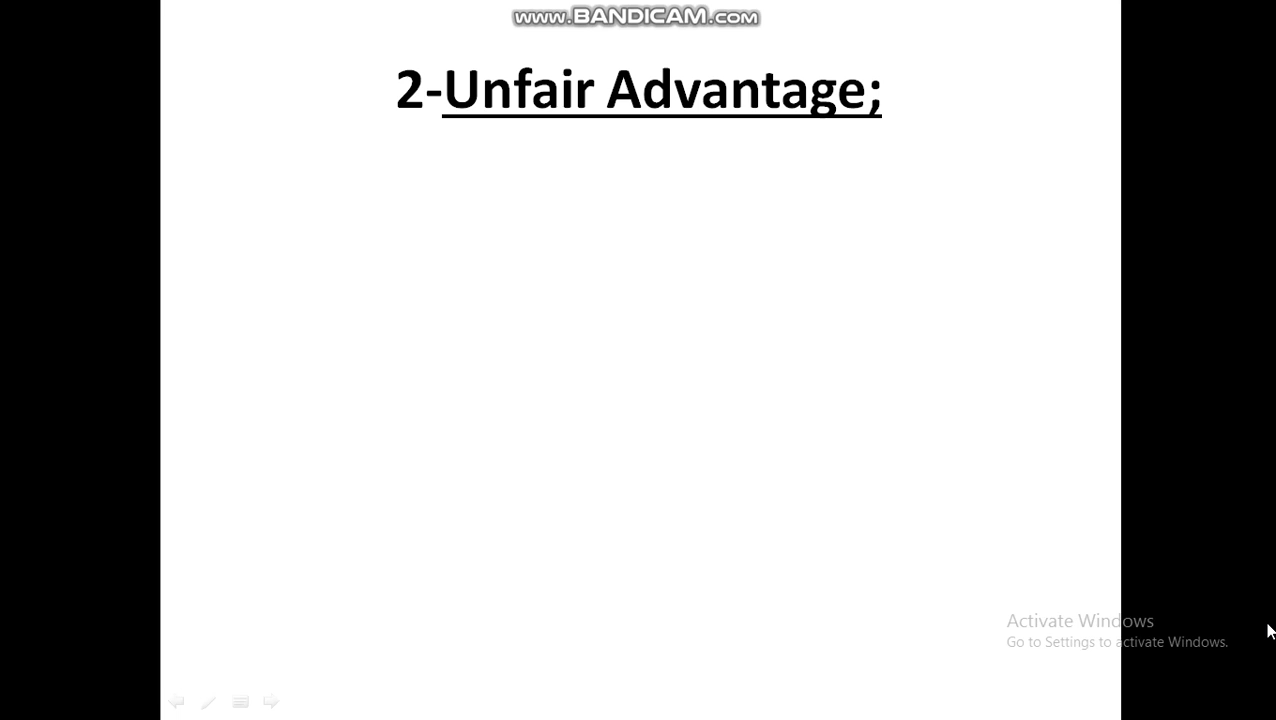 www.BANDICAM.com
2-Unfair Advantage;
Activate Windows
Go to Settings to activate Windows.